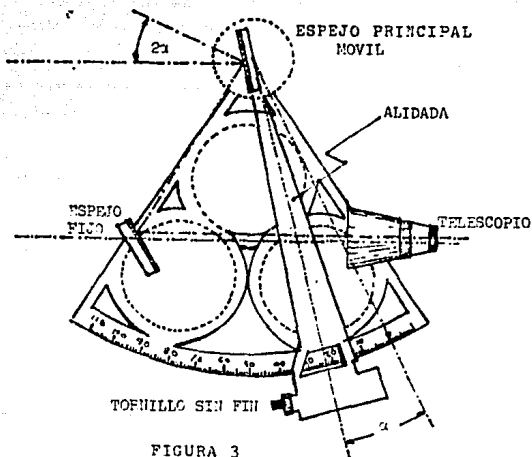 2α
ESPEJO PRINCIPAL
MOVIL
ALIDADA
ESPEJO
FIJO
TELESCOPIO
TORNILLO SIN FIN
α
FIGURA 3